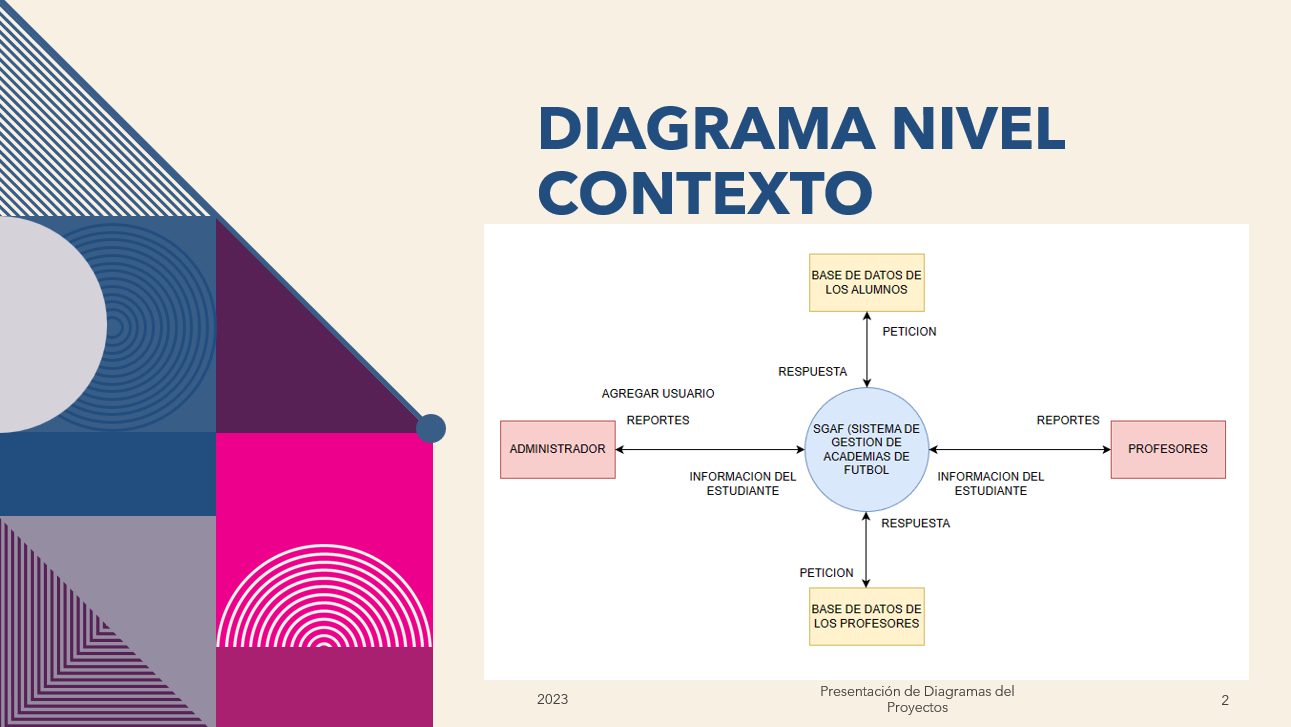 DIAGRAMA NIVEL
CONTEXTO
BASE DE DATOS DE
LOS ALUMNOS
PETICION
RESPUESTA
AGREGAR USUARIO
REPORTES
REPORTES
ADMINISTRADOR
SGAF (SISTEMA DE
GESTION DE
ACADEMIAS DE
FUTBOL
PROFESORES
INFORMACION DEL
ESTUDIANTE
INFORMACION DEL
ESTUDIANTE
RESPUESTA
PETICION
BASE DE DATOS DE
LOS PROFESORES
2023
Presentación de Diagramas del
Proyectos
2